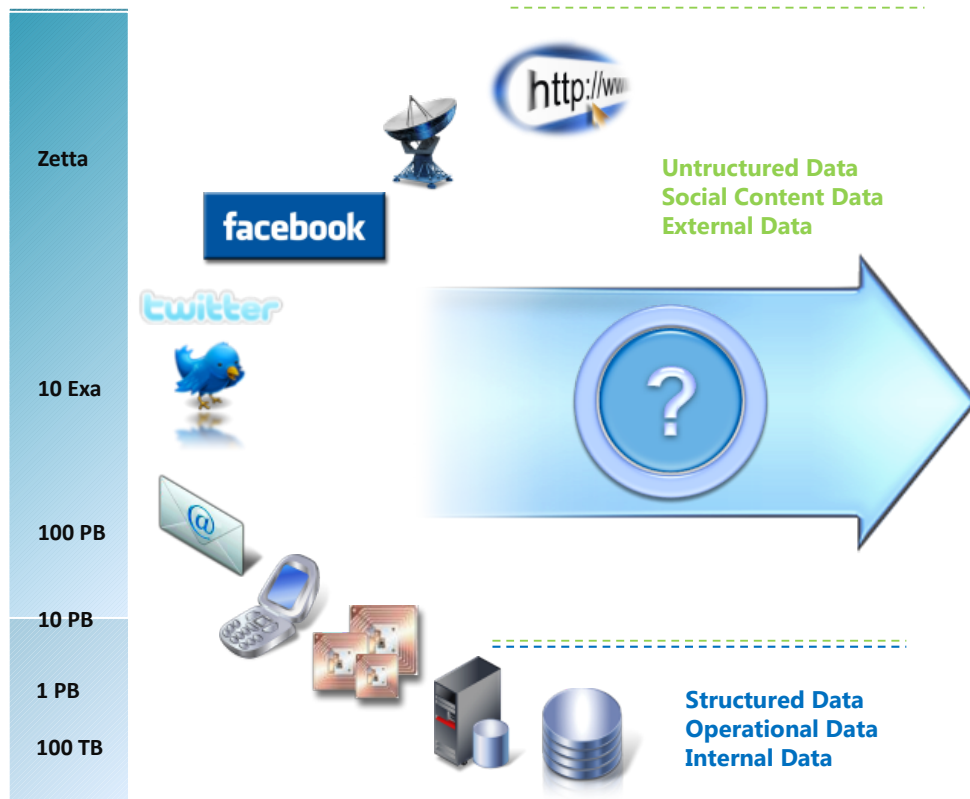 http://www
Zetta
Untructured Data
Social Content Data
External Data
facebook
twitter
10 Exa
?
@
100 PB
10 PB
1 PB
100 TB
Structured Data
Operational Data
Internal Data